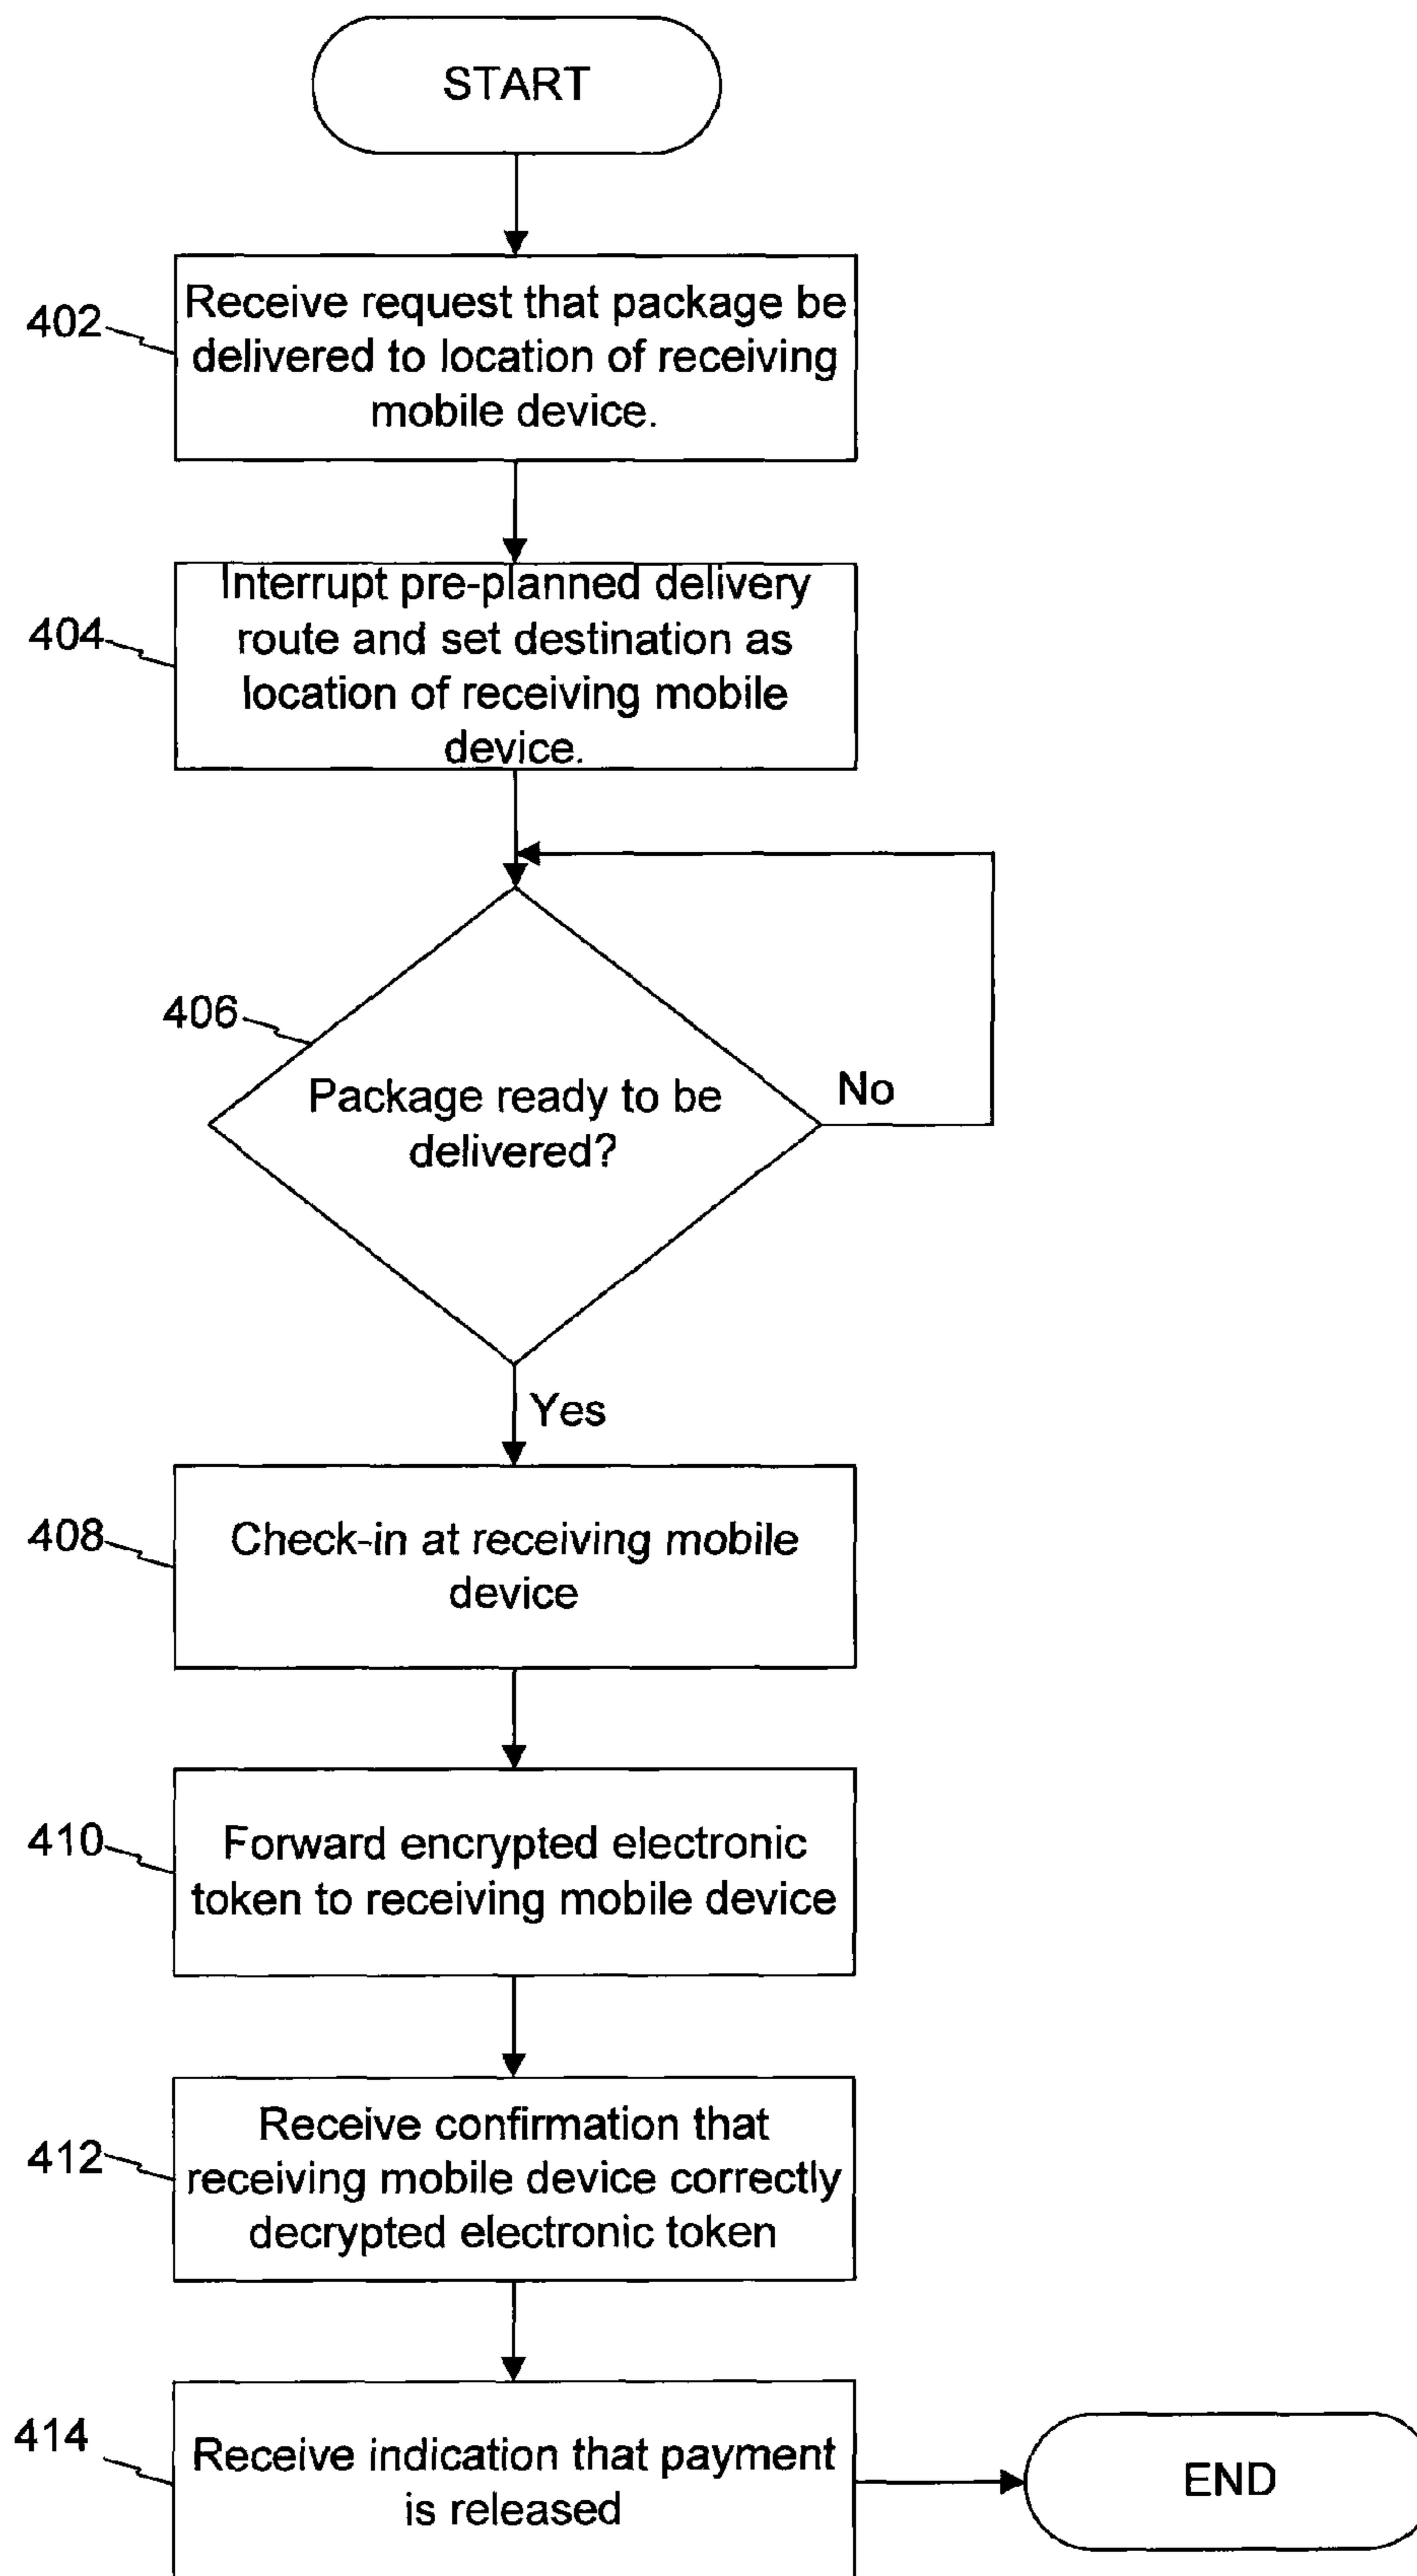 START
402
Receive request that package be
delivered to location of receiving
mobile device.
404
Interrupt pre-planned delivery
route and set destination as
location of receiving mobile
device.
406
Package ready to be
delivered?
No
Yes
408
Check-in at receiving mobile
device
410
Forward encrypted electronic
token to receiving mobile device
412
Receive confirmation that
receiving mobile device correctly
decrypted electronic token
414
Receive indication that payment
is released
END